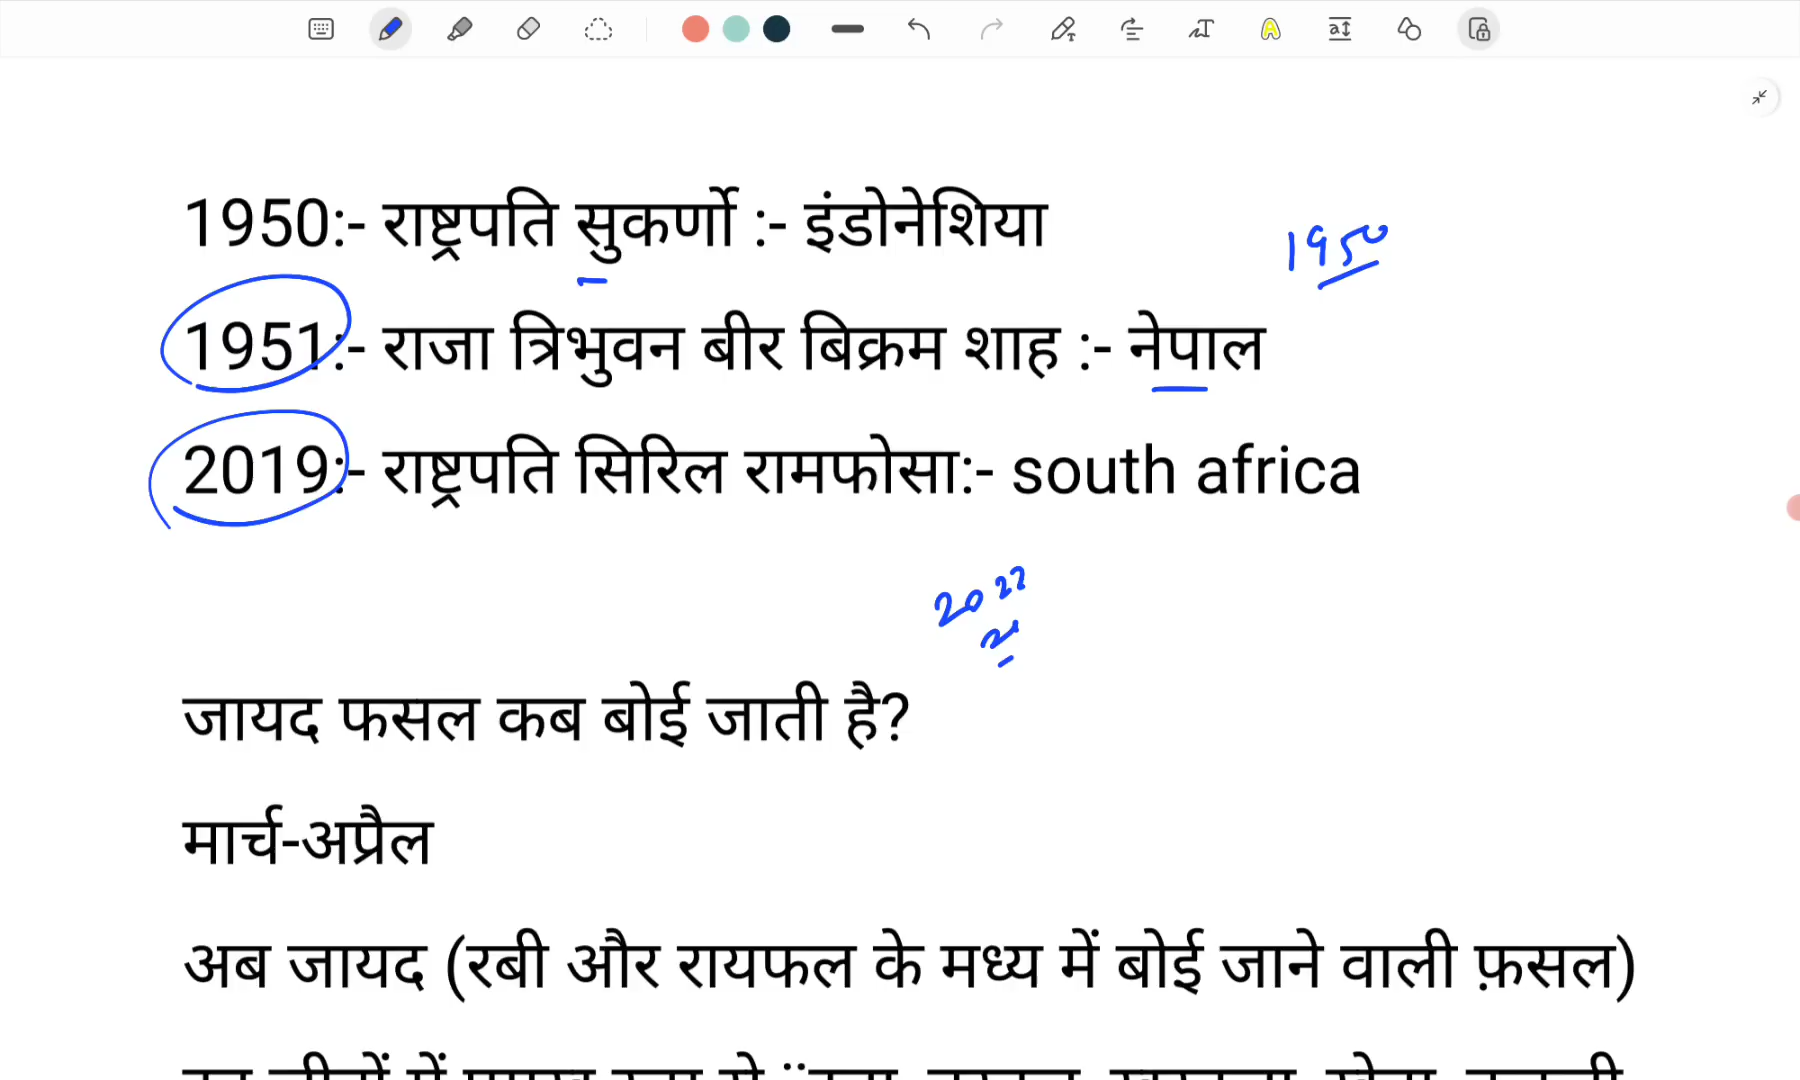 1950:- राष्ट्रपति सुकर्णो :- इंडोनेशिया
1950
1951:- राजा त्रिभुवन बीर बिक्रम शाह :- नेपाल
2019:- राष्ट्रपति सिरिल रामफोसा:- south africa
2022
जायद फसल कब बोई जाती है?
मार्च-अप्रैल
अब जायद (रबी और रायफल के मध्य में बोई जाने वाली फ़सल)